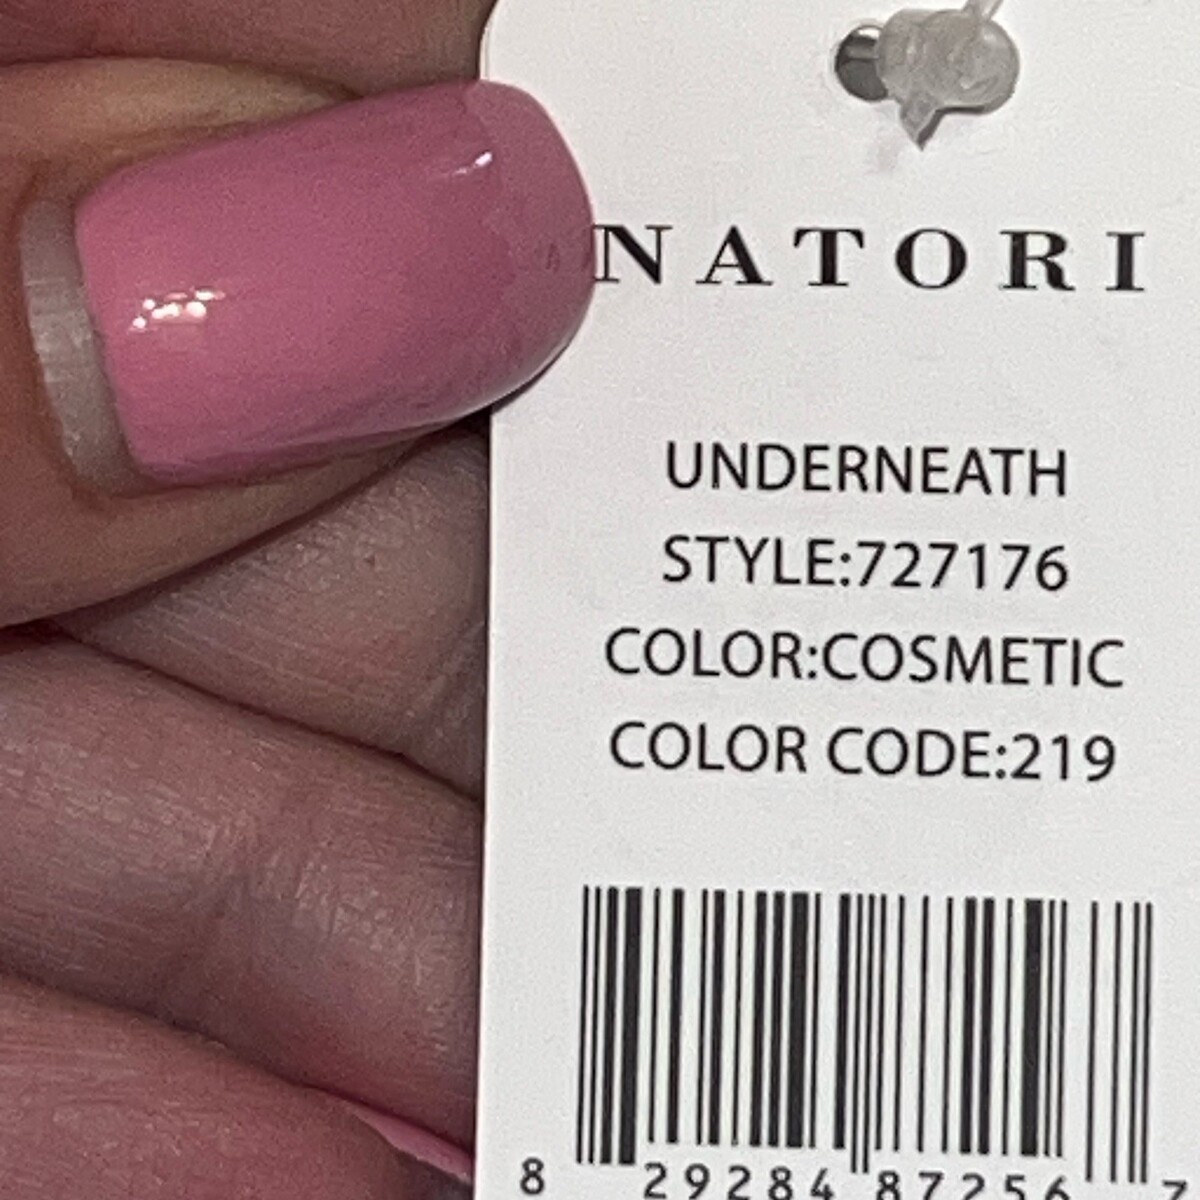 NATORI
UNDERNEATH
STYLE:727176
COLOR:COSMETIC
COLOR CODE:219
8 29284 87256 7